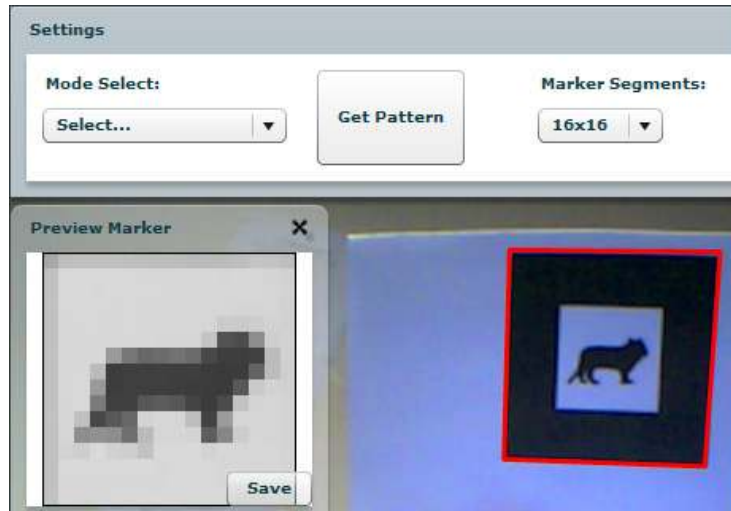 Settings
Mode Select:
Marker Segments:
Select...
Get Pattern
16x16
Preview Marker
Save